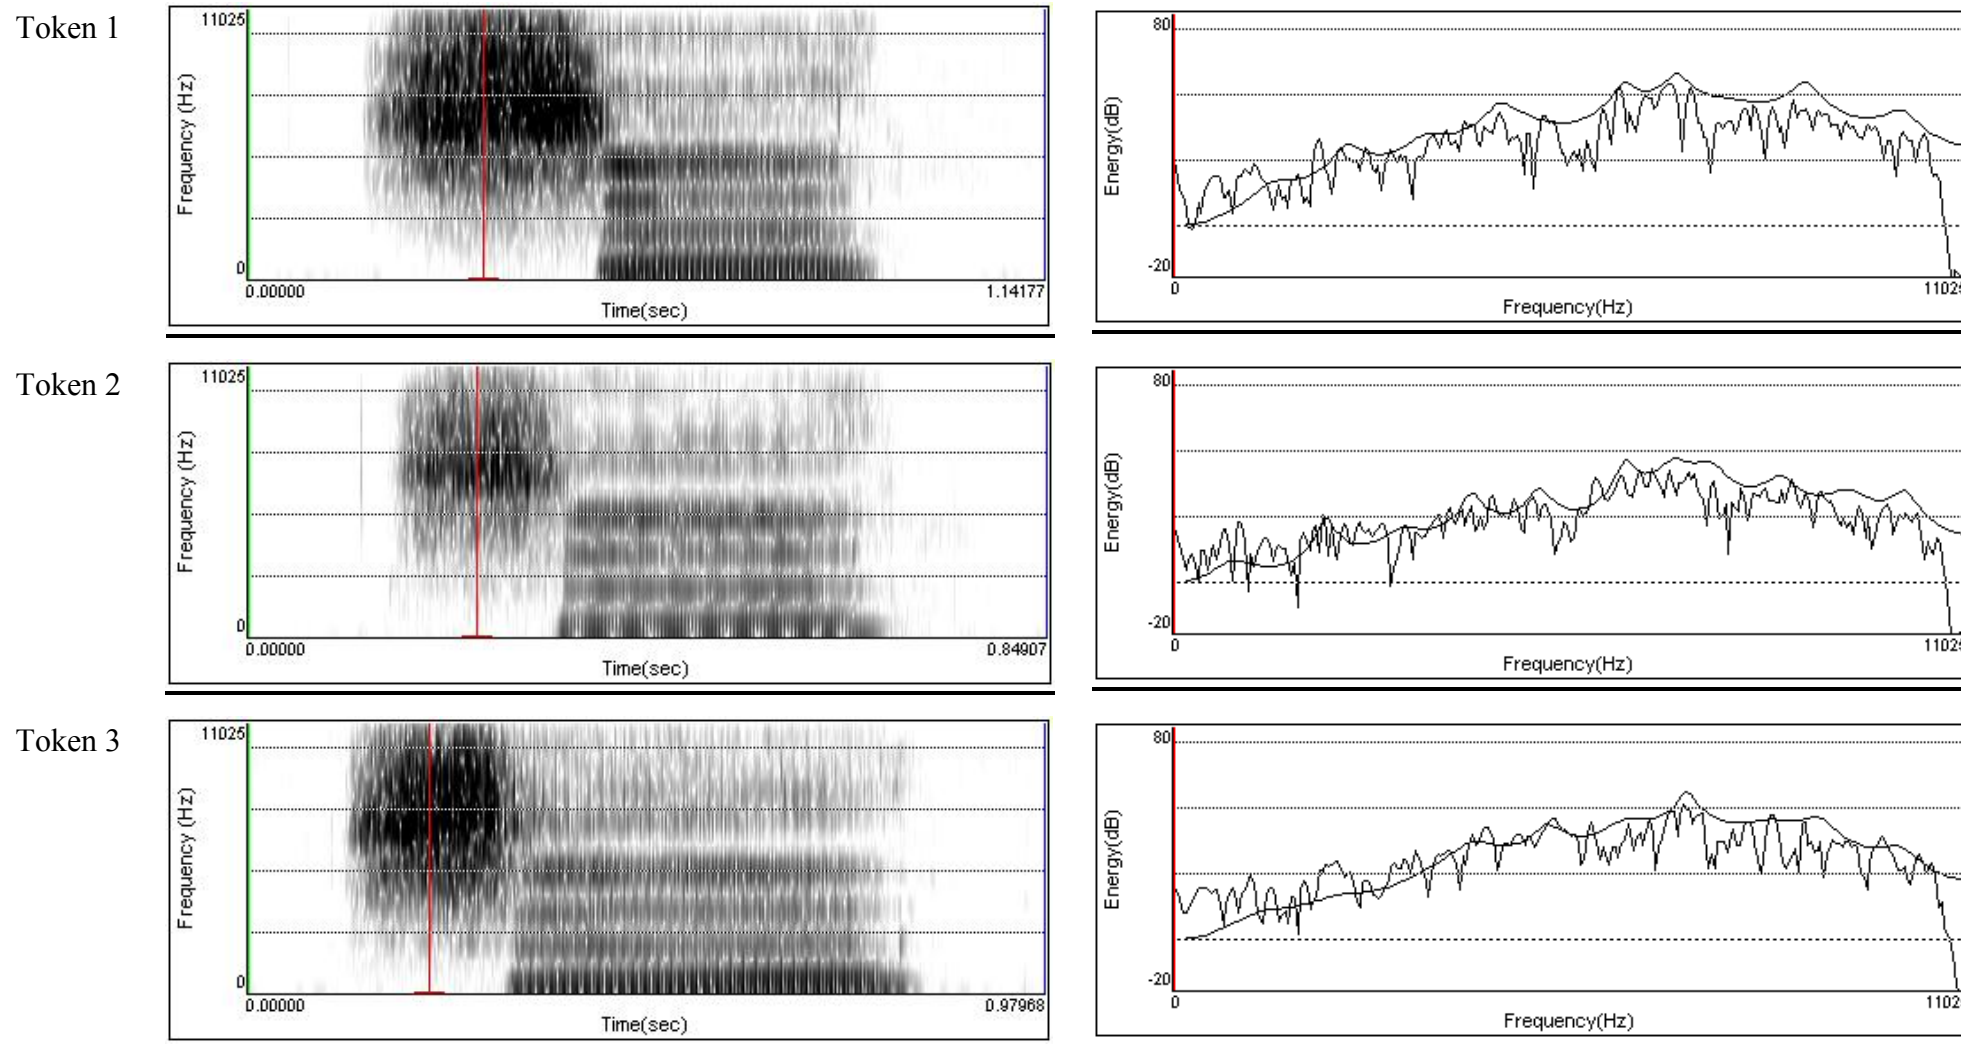 Token 1
11025
Frequency (Hz)
0
0.00000
1.14177
Time(sec)
80
Energy(dB)
-20
0
11025
Frequency(Hz)
Token 2
11025
Frequency (Hz)
0
0.00000
0.84907
Time(sec)
80
Energy(dB)
-20
0
11025
Frequency(Hz)
Token 3
11025
Frequency (Hz)
0
0.00000
0.97968
Time(sec)
80
Energy(dB)
-20
0
1102
Frequency(Hz)